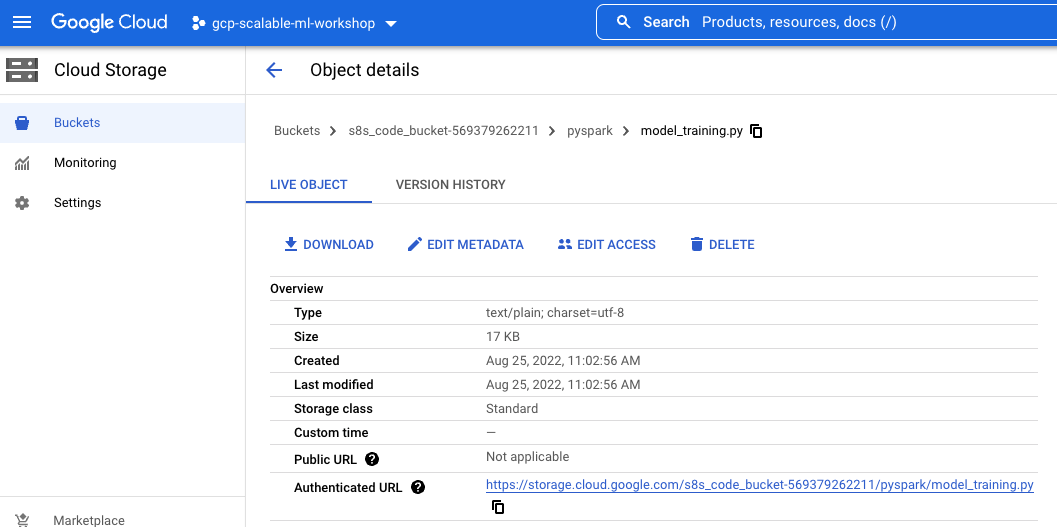 Google Cloud
gcp-scalable-ml-workshop
Search Products, resources, docs (/)
Cloud Storage
Object details
Buckets
Monitoring
Settings
Marketplace
Buckets > s8s_code_bucket-569379262211 > pyspark > model_training.py
LIVE OBJECT VERSION HISTORY
DOWNLOAD EDIT METADATA EDIT ACCESS DELETE
Overview
Type text/plain; charset=utf-8
Size 17 KB
Created Aug 25, 2022, 11:02:56 AM
Last modified Aug 25, 2022, 11:02:56 AM
Storage class Standard
Custom time —
Public URL ? Not applicable
Authenticated URL ? https://storage.cloud.google.com/s8s_code_bucket-569379262211/pyspark/model_training.py